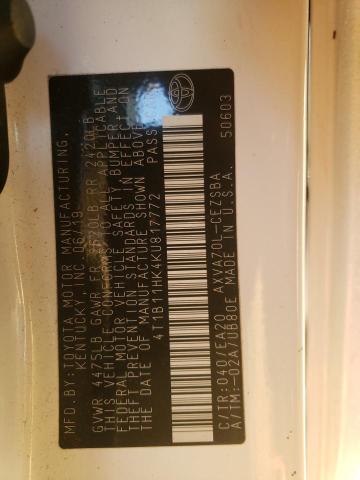 MFD.BY:TOYOTA MOTOR MANUFACTURING,
KENTUCKY, INC. 06/19
GVWR 4475LB GAWR FR 2620LB RR 2420LB
THIS VEHICLE CONFORMS TO ALL APPLICABLE
FEDERAL MOTOR VEHICLE SAFETY, BUMPER, AND
THEFT PREVENTION STANDARDS IN EFFECT ON
THE DATE OF MANUFACTURE SHOWN ABOVE.
4T1B11HK4KU817772 PASS
C/TR:040/EA20 AXVA70L-CEZSBA
A/TM:-02A/UB80E MADE IN U.S.A.
50603